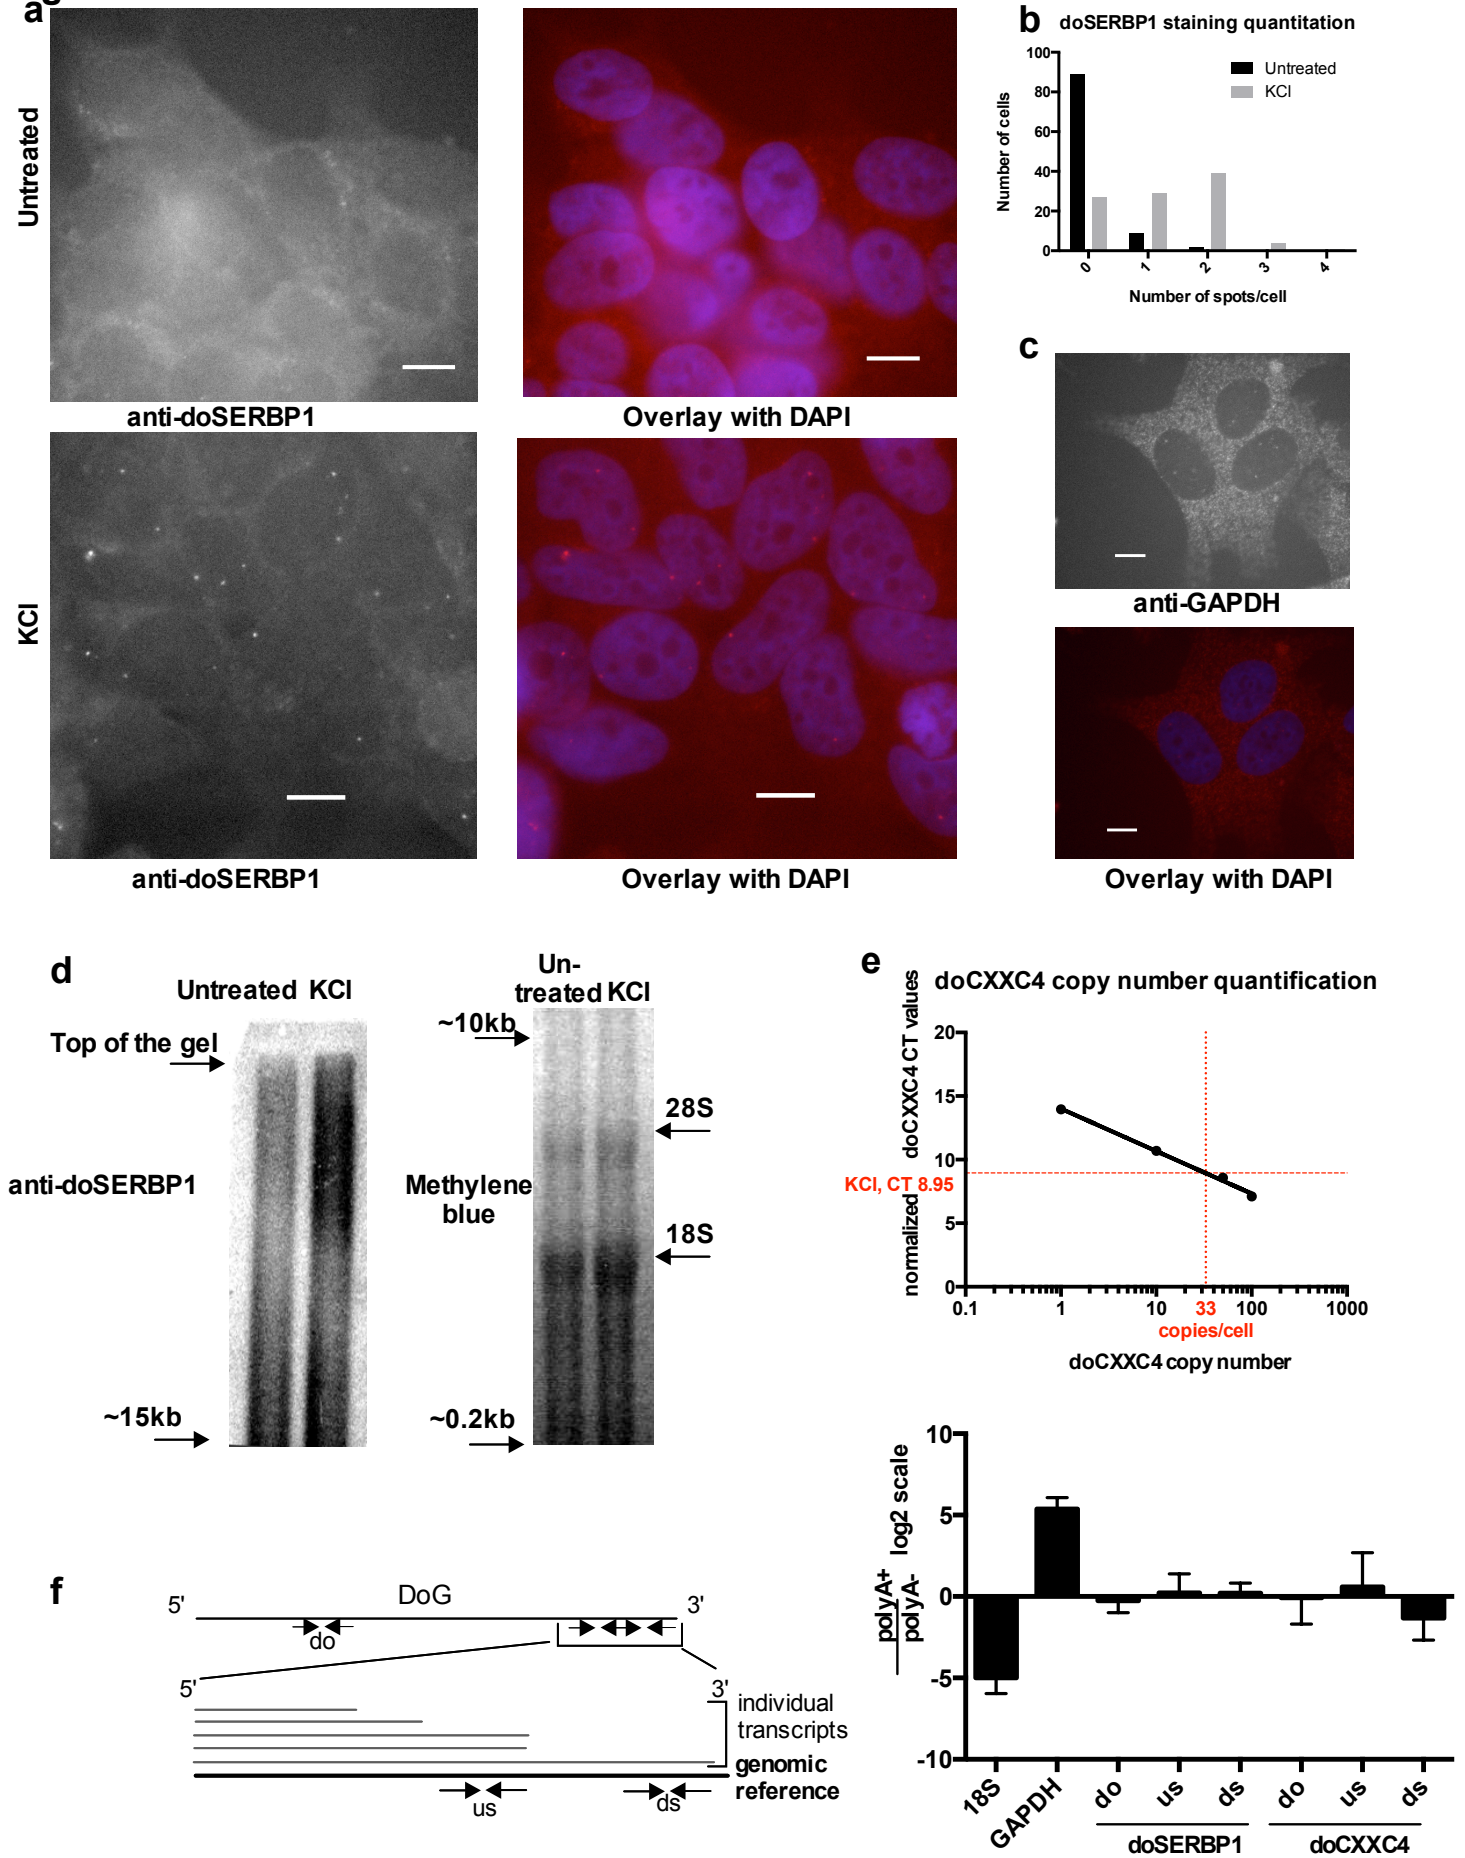 a
Untreated
anti-doSERBP1
Overlay with DAPI
KCl
anti-doSERBP1
Overlay with DAPI
b
doSERBP1 staining quantitation
Number of cells
100
80
60
40
20
0
Untreated
KCl
0 1 2 3 4
Number of spots/cell
c
anti-GAPDH
Overlay with DAPI
d
Untreated KCl
Top of the gel
anti-doSERBP1
~15kb
Un-
treated KCl
~10kb
28S
Methylene
blue
18S
~0.2kb
e
doCXXC4 copy number quantification
normalized doCXXC4 CT values
20
15
10
KCl, CT 8.95
5
0
0.1 1 10 33 100 1000
copies/cell
doCXXC4 copy number
f
DoG
5' 3'
do
5' 3'
individual
transcripts
genomic
reference
us ds
polyA+
polyA-
log2 scale
10
5
0
-5
-10
18S GAPDH do us ds do us ds
doSERBP1 doCXXC4